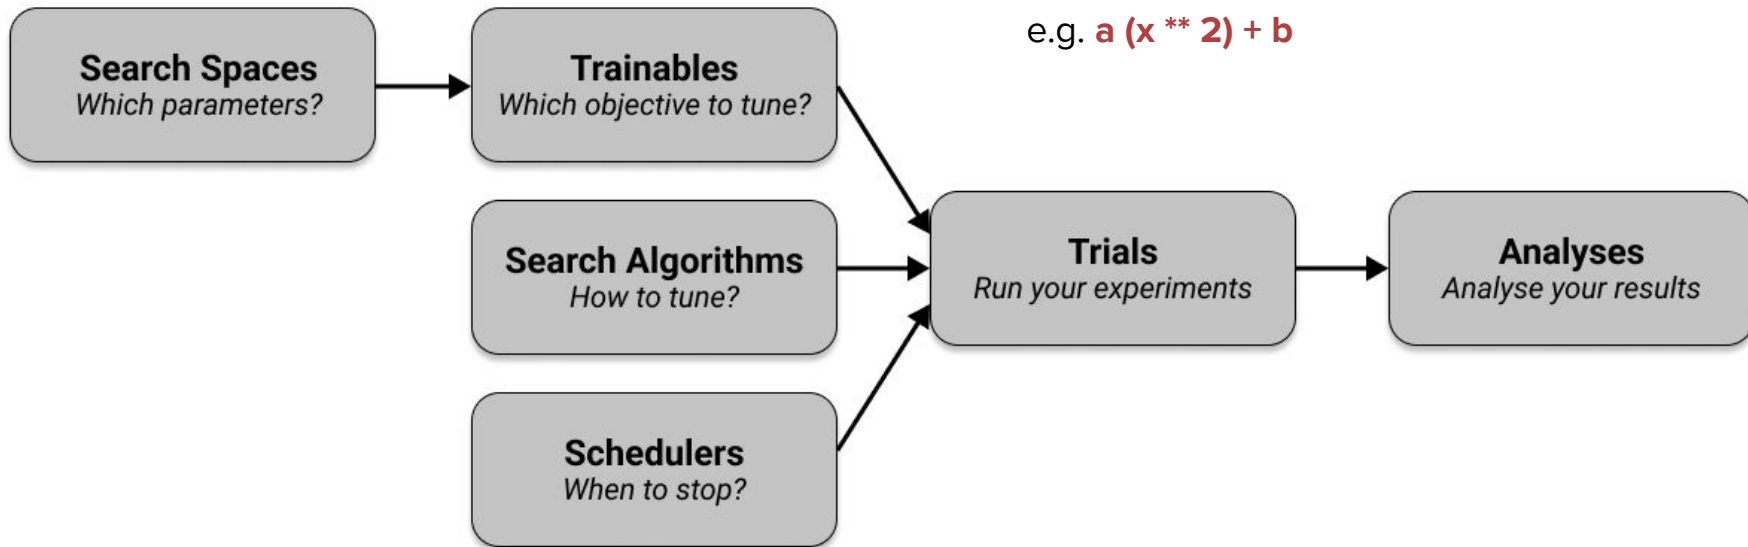 e.g. a (x ** 2) + b
Search Spaces
Which parameters?
Trainables
Which objective to tune?
Search Algorithms
How to tune?
Schedulers
When to stop?
Trials
Run your experiments
Analyses
Analyse your results